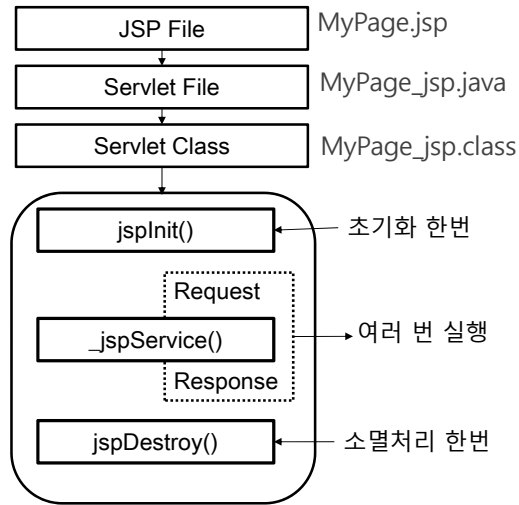 JSP File MyPage.jsp
Servlet File MyPage_jsp.java
Servlet Class MyPage_jsp.class
jspInit() 초기화 한번
Request
_jspService() 여러 번 실행
Response
jspDestroy() 소멸처리 한번